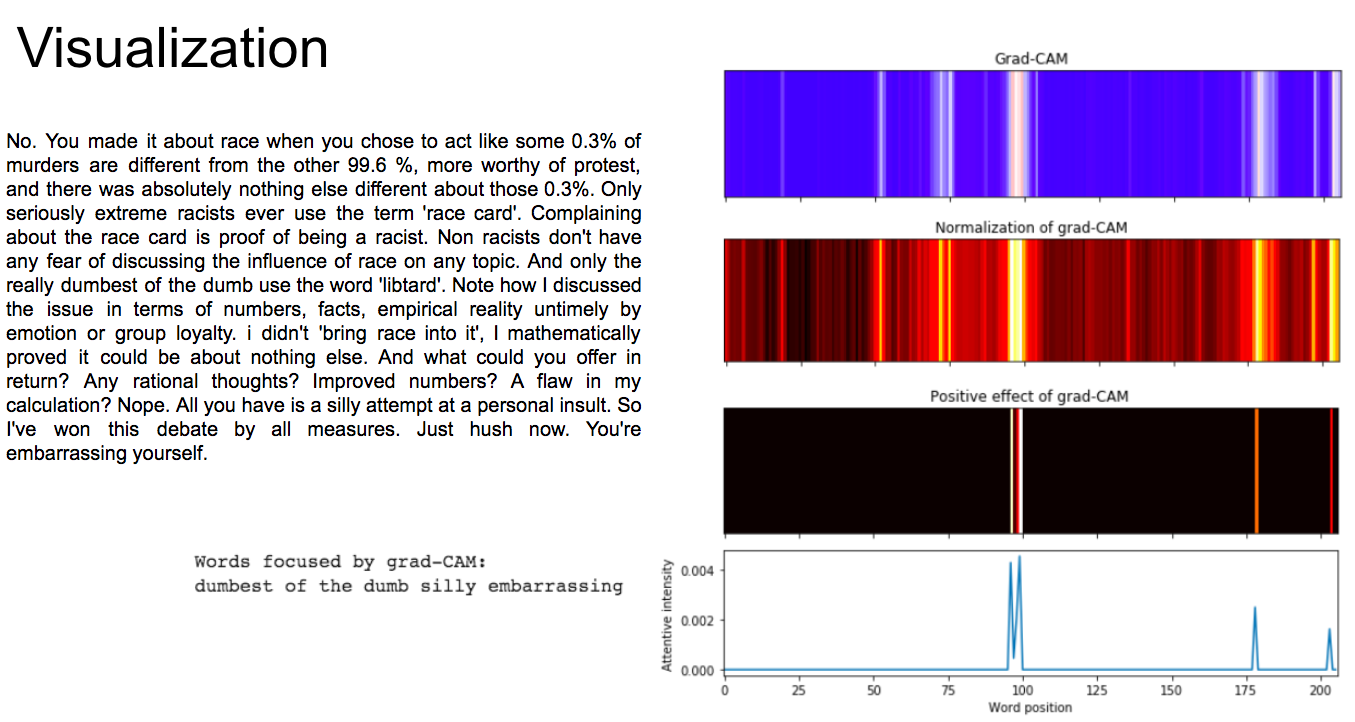 Visualization
No. You made it about race when you chose to act like some 0.3% of
murders are different from the other 99.6 %, more worthy of protest,
and there was absolutely nothing else different about those 0.3%. Only
seriously extreme racists ever use the term 'race card'. Complaining
about the race card is proof of being a racist. Non racists don't have
any fear of discussing the influence of race on any topic. And only the
really dumbest of the dumb use the word 'libtard'. Note how I discussed
the issue in terms of numbers, facts, empirical reality untimely by
emotion or group loyalty. i didn't 'bring race into it', I mathematically
proved it could be about nothing else. And what could you offer in
return? Any rational thoughts? Improved numbers? A flaw in my
calculation? Nope. All you have is a silly attempt at a personal insult. So
I've won this debate by all measures. Just hush now. You're
embarrassing yourself.
Words focused by grad-CAM:
dumbest of the dumb silly embarrassing
Grad-CAM
Normalization of grad-CAM
Positive effect of grad-CAM
Attentive intensity
0.004
0.002
0.000
0 25 50 75 100 125 150 175 200
Word position